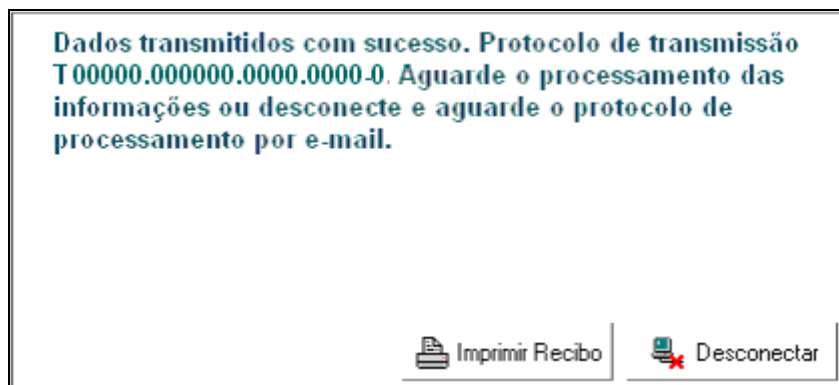 Dados transmitidos com sucesso. Protocolo de transmissão
T00000.000000.0000.0000-0. Aguarde o processamento das
informações ou desconecte e aguarde o protocolo de
processamento por e-mail.
Imprimir Recibo
Desconectar